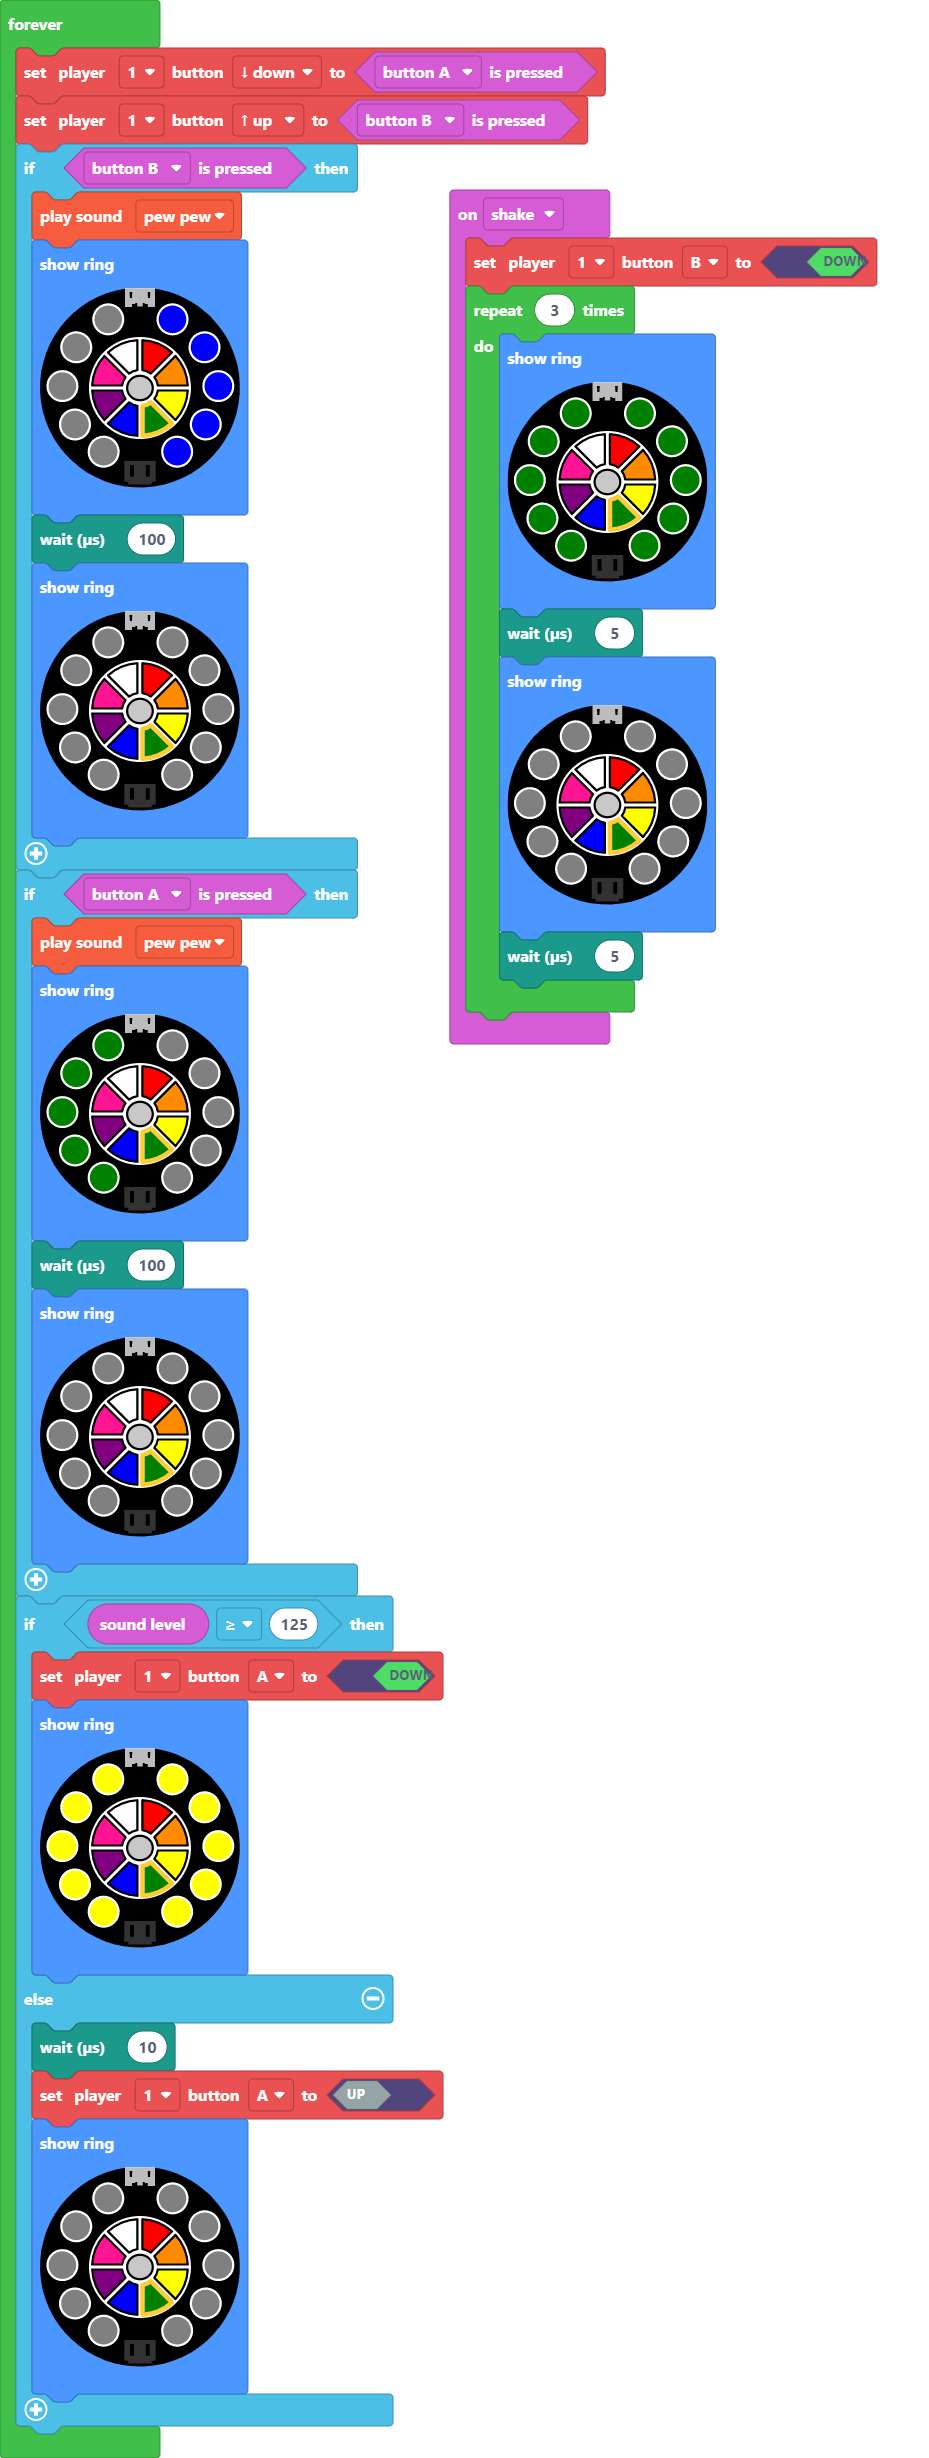 forever
set player 1 button ↓ down to button A is pressed
set player 1 button ↑ up to button B is pressed
if button B is pressed then
play sound pew pew
show ring
wait (µs) 100
show ring
if button A is pressed then
play sound pew pew
show ring
wait (µs) 100
show ring
if sound level ≥ 125 then
set player 1 button A to DOWN
show ring
else
wait (µs) 10
set player 1 button A to UP
show ring
on shake
set player 1 button B to DOWN
repeat 3 times
do
show ring
wait (µs) 5
show ring
wait (µs) 5